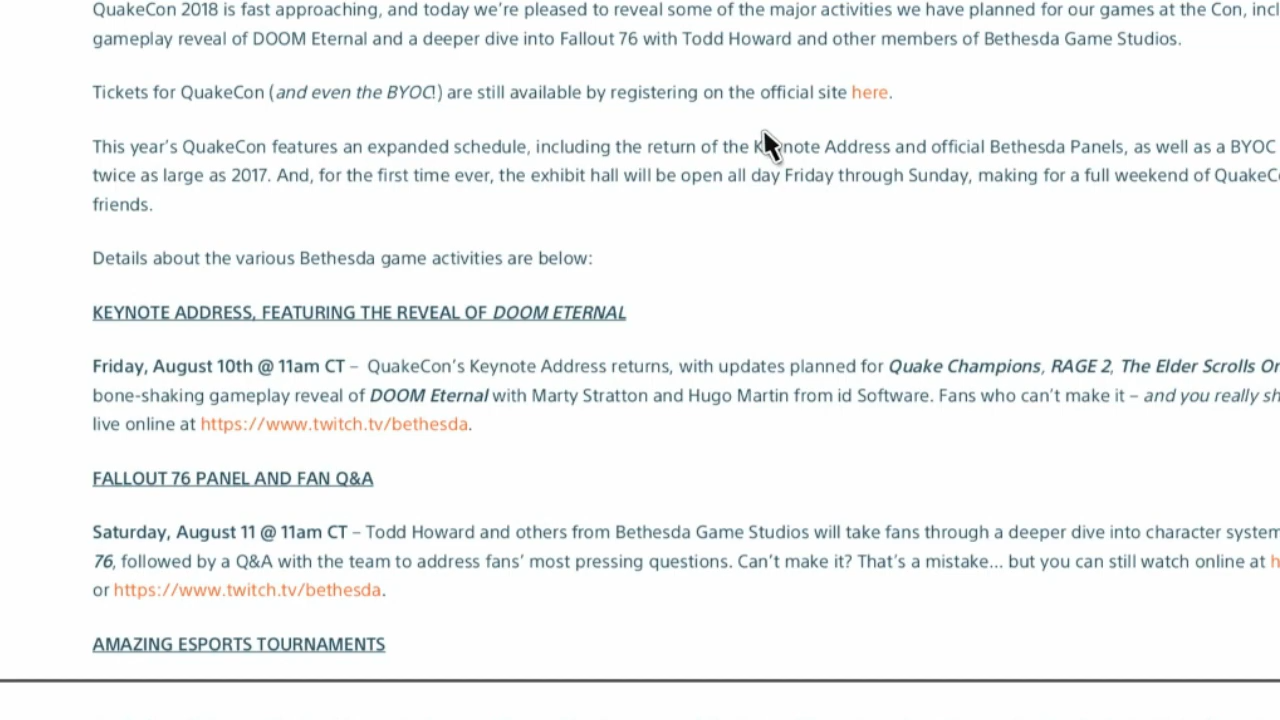 QuakeCon 2018 is fast approaching, and today we're pleased to reveal some of the major activities we have planned for our games at the Con, incl
gameplay reveal of DOOM Eternal and a deeper dive into Fallout 76 with Todd Howard and other members of Bethesda Game Studios.
Tickets for QuakeCon (and even the BYOC!) are still available by registering on the official site here.
This year's QuakeCon features an expanded schedule, including the return of the Keynote Address and official Bethesda Panels, as well as a BYOC
twice as large as 2017. And, for the first time ever, the exhibit hall will be open all day Friday through Sunday, making for a full weekend of QuakeC
friends.
Details about the various Bethesda game activities are below:
KEYNOTE ADDRESS, FEATURING THE REVEAL OF DOOM ETERNAL
Friday, August 10th @ 11am CT – QuakeCon's Keynote Address returns, with updates planned for Quake Champions, RAGE 2, The Elder Scrolls On
bone-shaking gameplay reveal of DOOM Eternal with Marty Stratton and Hugo Martin from id Software. Fans who can't make it – and you really sh
live online at https://www.twitch.tv/bethesda.
FALLOUT 76 PANEL AND FAN Q&A
Saturday, August 11 @ 11am CT – Todd Howard and others from Bethesda Game Studios will take fans through a deeper dive into character system
76, followed by a Q&A with the team to address fans' most pressing questions. Can't make it? That's a mistake... but you can still watch online at h
or https://www.twitch.tv/bethesda.
AMAZING ESPORTS TOURNAMENTS